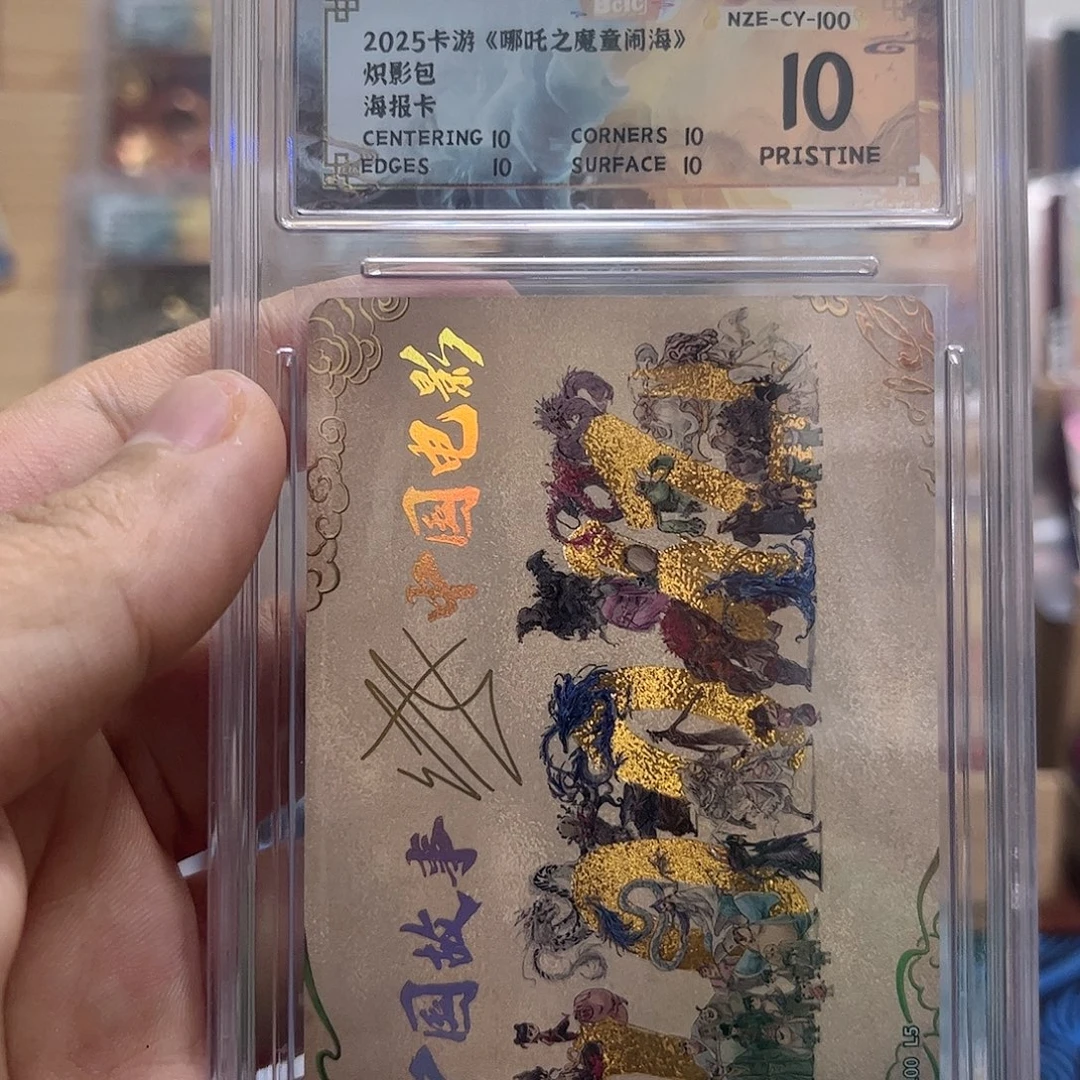 NZE-CY-100
2025卡游《哪吒之魔童闹海》
炽影包
海报卡
10
PRISTINE
CENTERING 10
CORNERS 10
EDGES 10
SURFACE 10
中国电影
国故事
00 L5